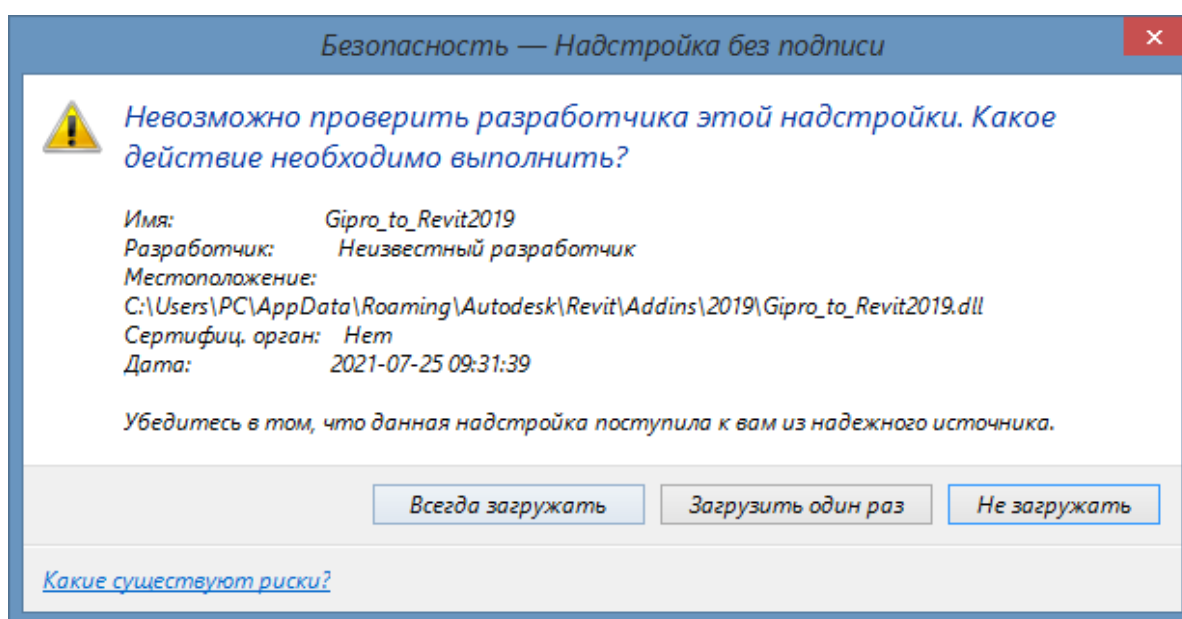 Безопасность — Надстройка без подписи
Невозможно проверить разработчика этой надстройки. Какое
действие необходимо выполнить?
Имя: Gipro_to_Revit2019
Разработчик: Неизвестный разработчик
Местоположение:
C:\Users\PC\AppData\Roaming\Autodesk\Revit\Addins\2019\Gipro_to_Revit2019.dll
Сертифиц. орган: Нет
Дата: 2021-07-25 09:31:39
Убедитесь в том, что данная надстройка поступила к вам из надежного источника.
Всегда загружать Загрузить один раз Не загружать
Какие существуют риски?